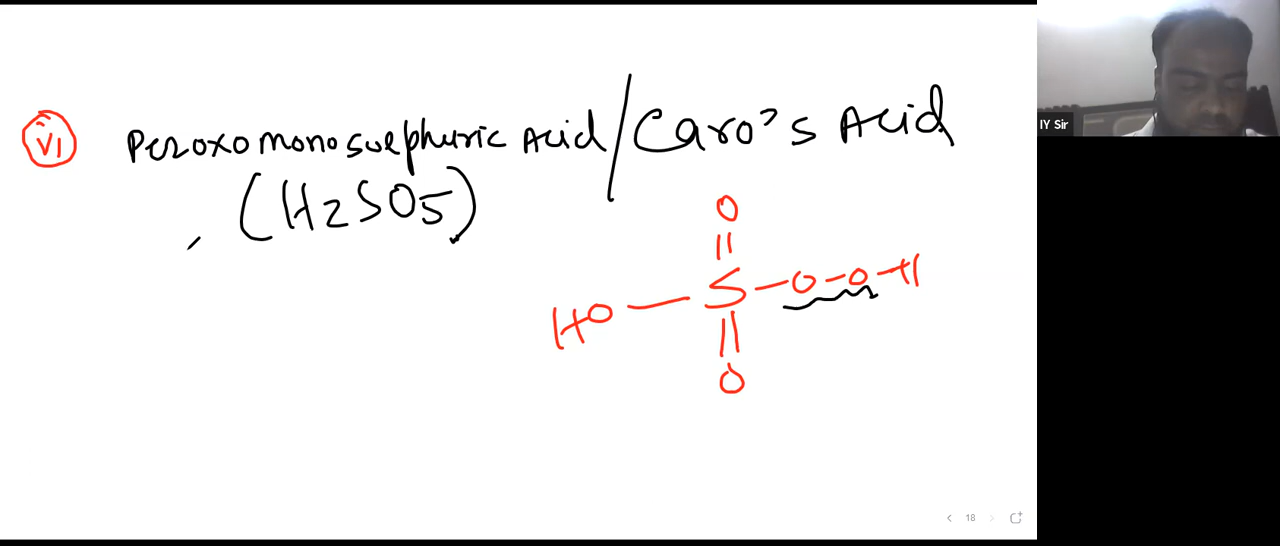 VI
Peroxomonosulphuric Acid/Caro's Acid
(H2SO5)
O
||
HO — S — O — O — H
||
O
IY Sir
18